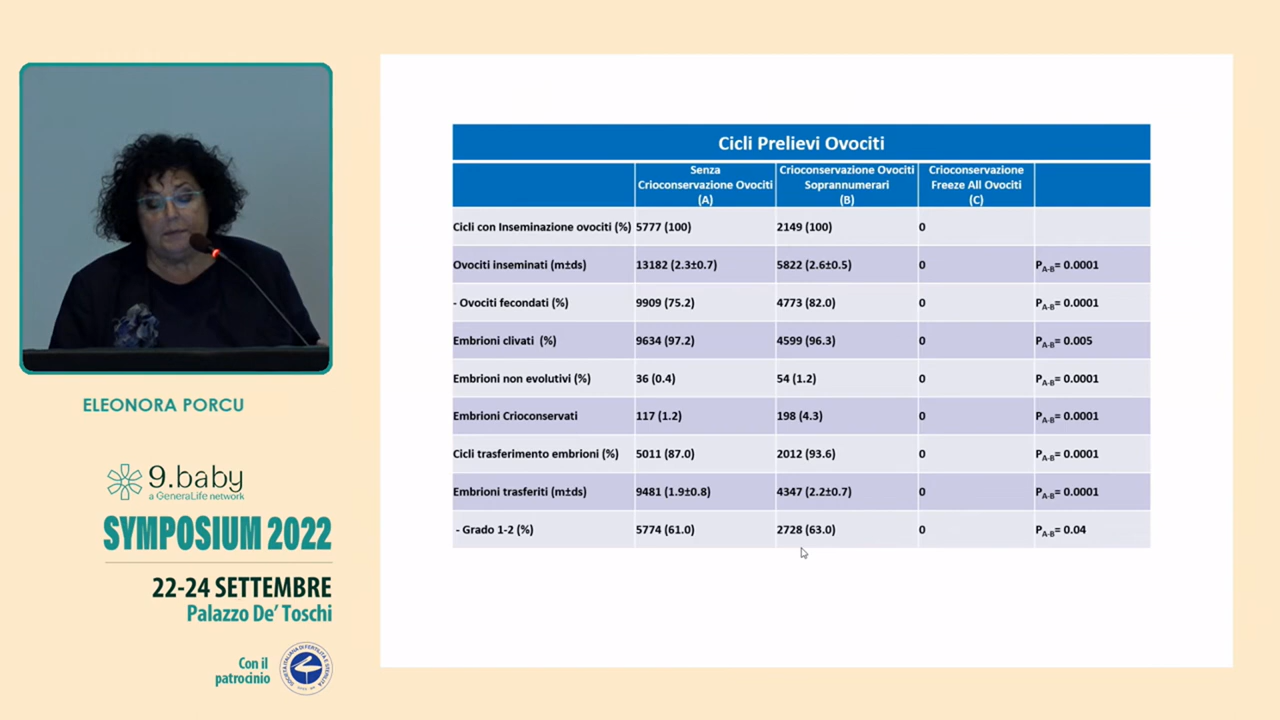 ELEONORA PORCU
9.baby
a GeneraLife network
SYMPOSIUM 2022
22-24 SETTEMBRE
Palazzo De' Toschi
Con il
patrocinio
Cicli Prelievi Ovociti
Senza
Crioconservazione Ovociti
(A)
Crioconservazione Ovociti
Soprannumerari
(B)
Crioconservazione
Freeze All Ovociti
(C)
Cicli con Inseminazione ovociti (%) 5777 (100) 2149 (100) 0
Ovociti inseminati (m±ds) 13182 (2.3±0.7) 5822 (2.6±0.5) 0 PA-B= 0.0001
- Ovociti fecondati (%) 9909 (75.2) 4773 (82.0) 0 PA-B= 0.0001
Embrioni clivati (%) 9634 (97.2) 4599 (96.3) 0 PA-B= 0.005
Embrioni non evolutivi (%) 36 (0.4) 54 (1.2) 0 PA-B= 0.0001
Embrioni Crioconservati 117 (1.2) 198 (4.3) 0 PA-B= 0.0001
Cicli trasferimento embrioni (%) 5011 (87.0) 2012 (93.6) 0 PA-B= 0.0001
Embrioni trasferiti (m±ds) 9481 (1.9±0.8) 4347 (2.2±0.7) 0 PA-B= 0.0001
- Grado 1-2 (%) 5774 (61.0) 2728 (63.0) 0 PA-B= 0.04